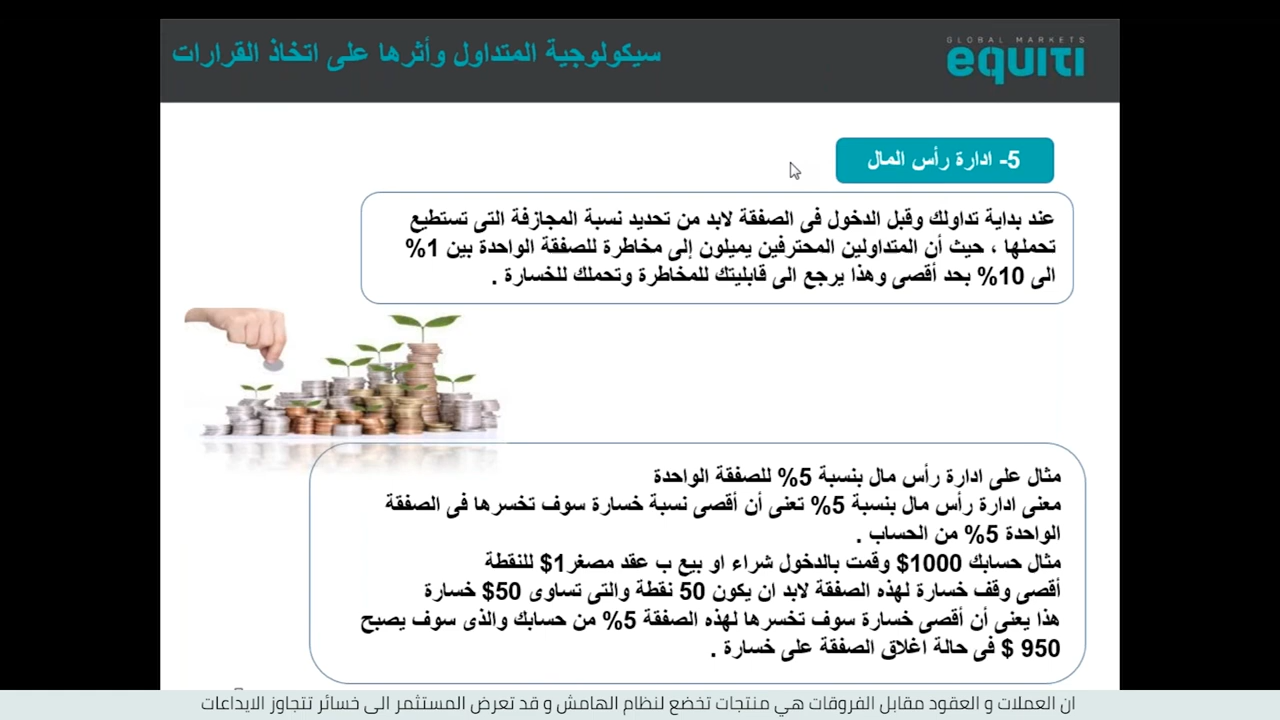 سيكولوجية المتداول وأثرها على اتخاذ القرارات
GLOBAL MARKETS
equiti
5- ادارة رأس المال
عند بداية تداولك وقبل الدخول فى الصفقة لابد من تحديد نسبة المجازفة التى تستطيع
تحملها ، حيث أن المتداولين المحترفين يميلون إلى مخاطرة للصفقة الواحدة بين 1%
الى 10% بحد أقصى وهذا يرجع الى قابليتك للمخاطرة وتحملك للخسارة .
مثال على ادارة رأس مال بنسبة 5% للصفقة الواحدة
معنى ادارة رأس مال بنسبة 5% تعنى أن أقصى نسبة خسارة سوف تخسرها فى الصفقة
الواحدة 5% من الحساب .
مثال حسابك 1000$ وقمت بالدخول شراء او بيع ب عقد مصغر1$ للنقطة
أقصى وقف خسارة لهذه الصفقة لابد ان يكون 50 نقطة والتى تساوى 50$ خسارة
هذا يعنى أن أقصى خسارة سوف تخسرها لهذه الصفقة 5% من حسابك والذى سوف يصبح
950 $ فى حالة اغلاق الصفقة على خسارة .
ان العملات و العقود مقابل الفروقات هي منتجات تخضع لنظام الهامش و قد تعرض المستثمر الى خسائر تتجاوز الايداعات